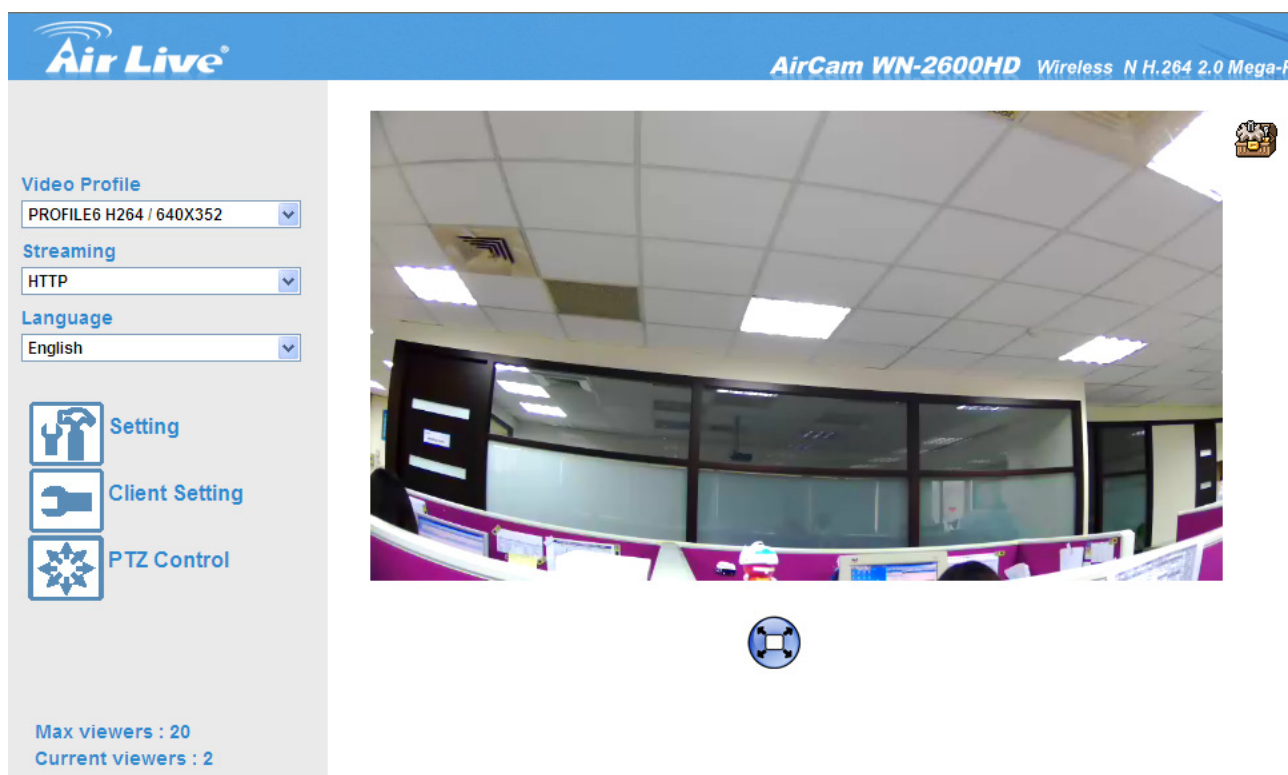 Air Live®
AirCam WN-2600HD Wireless N H.264 2.0 Mega-P
Video Profile
PROFILE6 H264 / 640X352
Streaming
HTTP
Language
English
Setting
Client Setting
PTZ Control
Max viewers : 20
Current viewers : 2